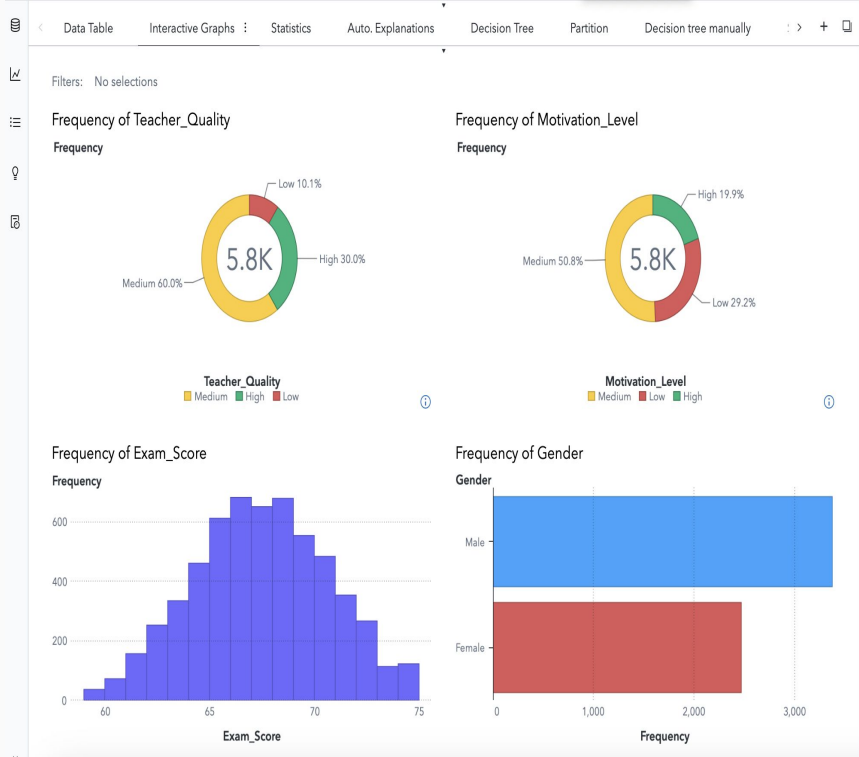 Data Table Interactive Graphs Statistics Auto. Explanations Decision Tree Partition Decision tree manually
Filters: No selections
Frequency of Teacher_Quality
Frequency
Low 10.1%
5.8K
High 30.0%
Medium 60.0%
Teacher_Quality
Medium High Low
Frequency of Motivation_Level
Frequency
High 19.9%
5.8K
Medium 50.8%
Low 29.2%
Motivation_Level
Medium Low High
Frequency of Exam_Score
Frequency
600
400
200
0
60 65 70 75
Exam_Score
Frequency of Gender
Gender
Male
Female
0 1,000 2,000 3,000
Frequency